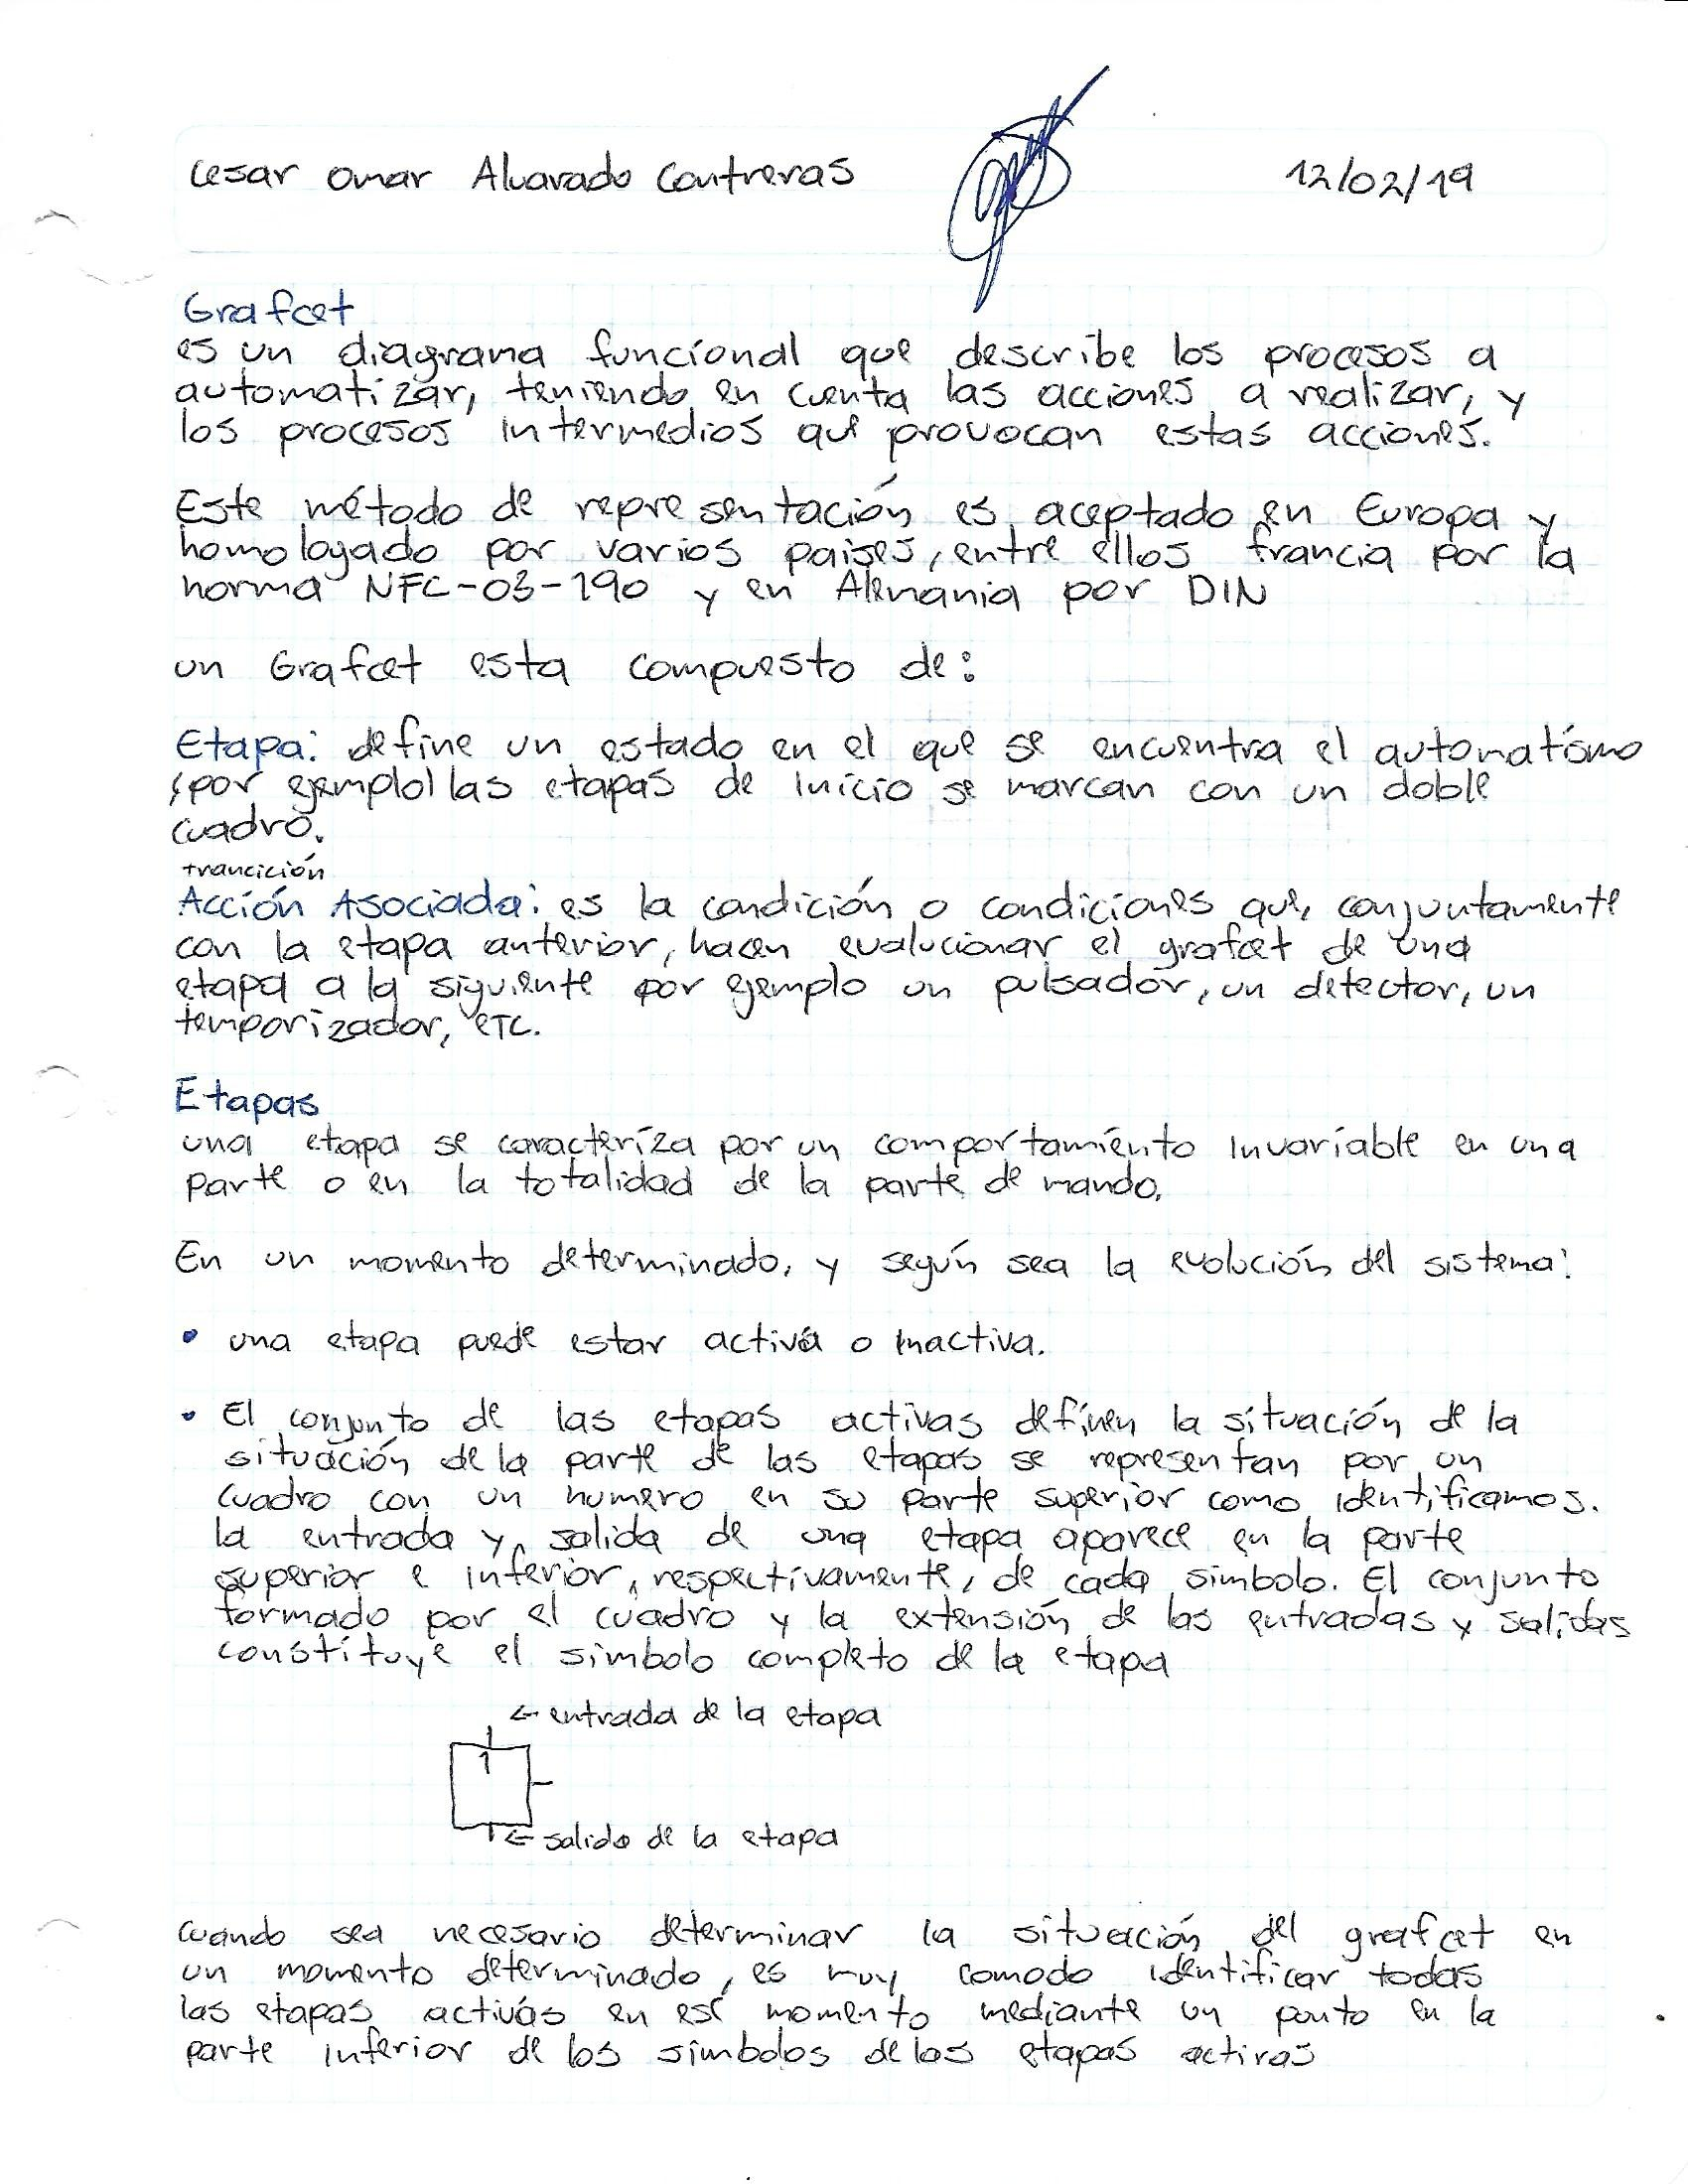 Cesar Omar Alvarado Contreras 12/02/19
Grafcet
es un diagrama funcional que describe los procesos a
automatizar, teniendo en cuenta las acciones a realizar, y
los procesos intermedios que provocan estas acciones.
Este método de representación es aceptado en Europa y
homologado por varios paises, entre ellos francia por la
norma NFC-03-190 y en Alemania por DIN
un Grafcet esta compuesto de:
Etapa: define un estado en el que se encuentra el automatismo
(por ejemplo) las etapas de inicio se marcan con un doble
cuadro.
trancición
Acción Asociada: es la condición o condiciones que, conjuntamente
con la etapa anterior, hacen evalucionar el grafcet de una
etapa a la siguiente por ejemplo un pulsador, un detector, un
temporizador, ETC.
Etapas
una etapa se caracteriza por un comportamiento invariable en una
parte o en la totalidad de la parte de mando.
En un momento determinado, y según sea la evolución del sistema:
• una etapa puede estar activa o inactiva.
• El conjunto de las etapas activas definen la situación de la
situación de la parte de las etapas se representan por un
cuadro con un numero en su parte superior como identificamos.
la entrada y salida de una etapa aparece en la parte
superior e inferior, respectivamente, de cada simbolo. El conjunto
formado por el cuadro y la extensión de las entradas y salidas
constituye el simbolo completo de la etapa
← entrada de la etapa
1
← salida de la etapa
cuando sea necesario determinar la situación del grafcet en
un momento determinado, es muy comodo identificar todas
las etapas activas en ese momento mediante un punto en la
parte inferior de los simbolos de las etapas activas